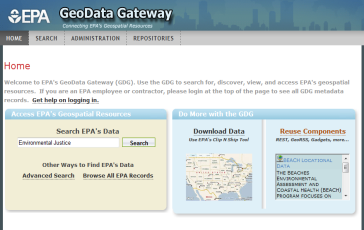 EPA GeoData Gateway
Connecting EPA's Geospatial Resources
HOME SEARCH ADMINISTRATION REPOSITORIES
Home
Welcome to EPA's GeoData Gateway (GDG). Use the GDG to search for, discover, view, and access EPA's geospatial
resources. If you are an EPA employee or contractor, please login at the top of the page to see all GDG metadata
records. Get help on logging in.
Access EPA's Geospatial Resources
Search EPA's Data
Environmental Justice Search
Other Ways to Find EPA's Data
Advanced Search Browse All EPA Records
Do More with the GDG
Download Data
Use EPA's Clip N Ship Tool
Reuse Components
REST, GeoRSS, Gadgets, more...
BEACH LOCATIONAL
DATA
THE BEACHES
ENVIRONMENTAL
ASSESSMENT AND
COASTAL HEALTH (BEACH)
PROGRAM FOCUSES ON